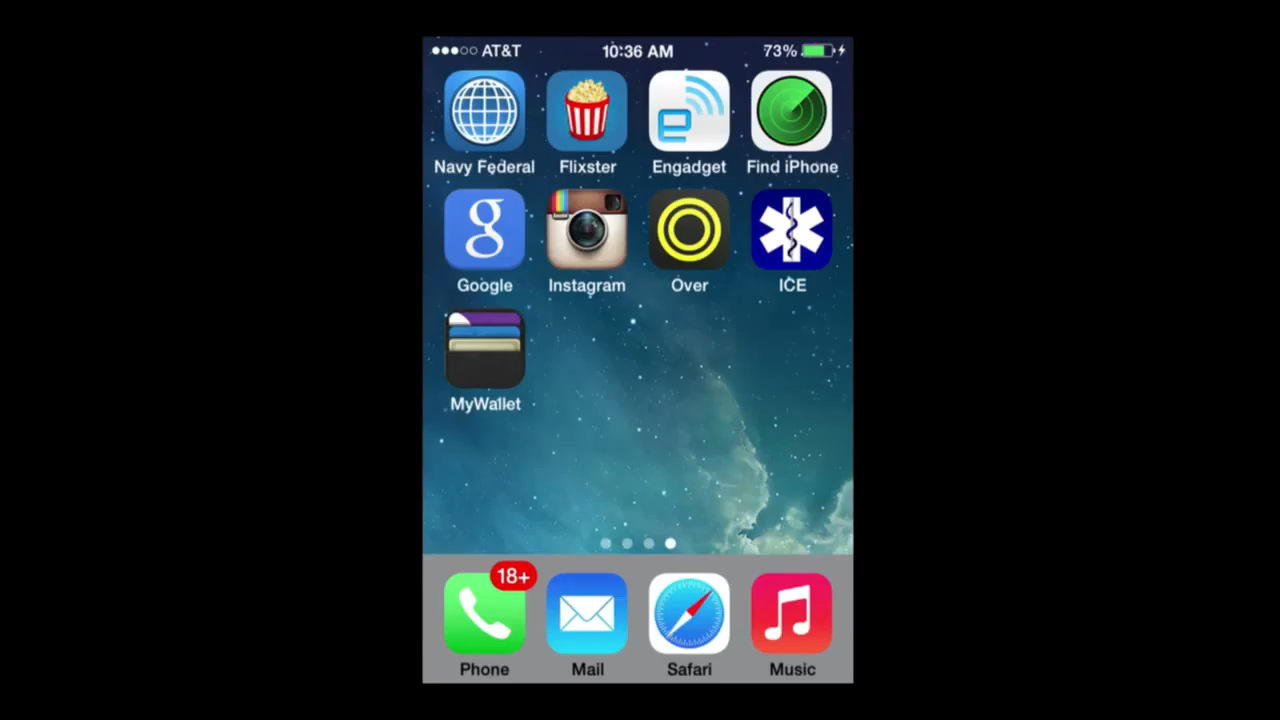 AT&T 10:36 AM 73%
Navy Federal Flixster Engadget Find iPhone
Google Instagram Over ICE
MyWallet
18+
Phone Mail Safari Music